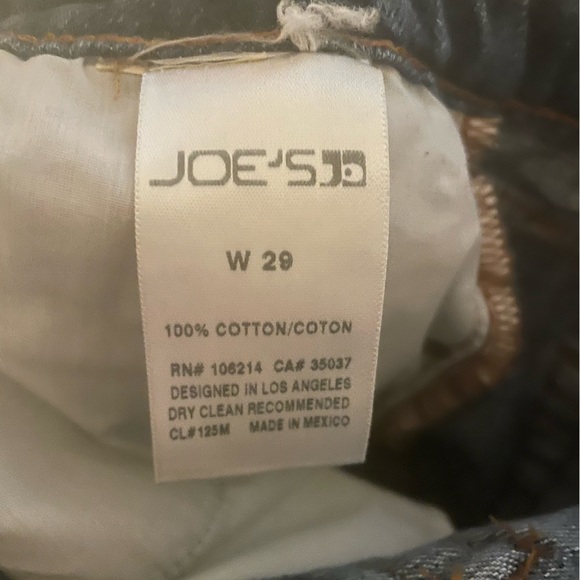 JOE'S
W 29
100% COTTON/COTON
RN# 106214 CA# 35037
DESIGNED IN LOS ANGELES
DRY CLEAN RECOMMENDED
CL#125M MADE IN MEXICO